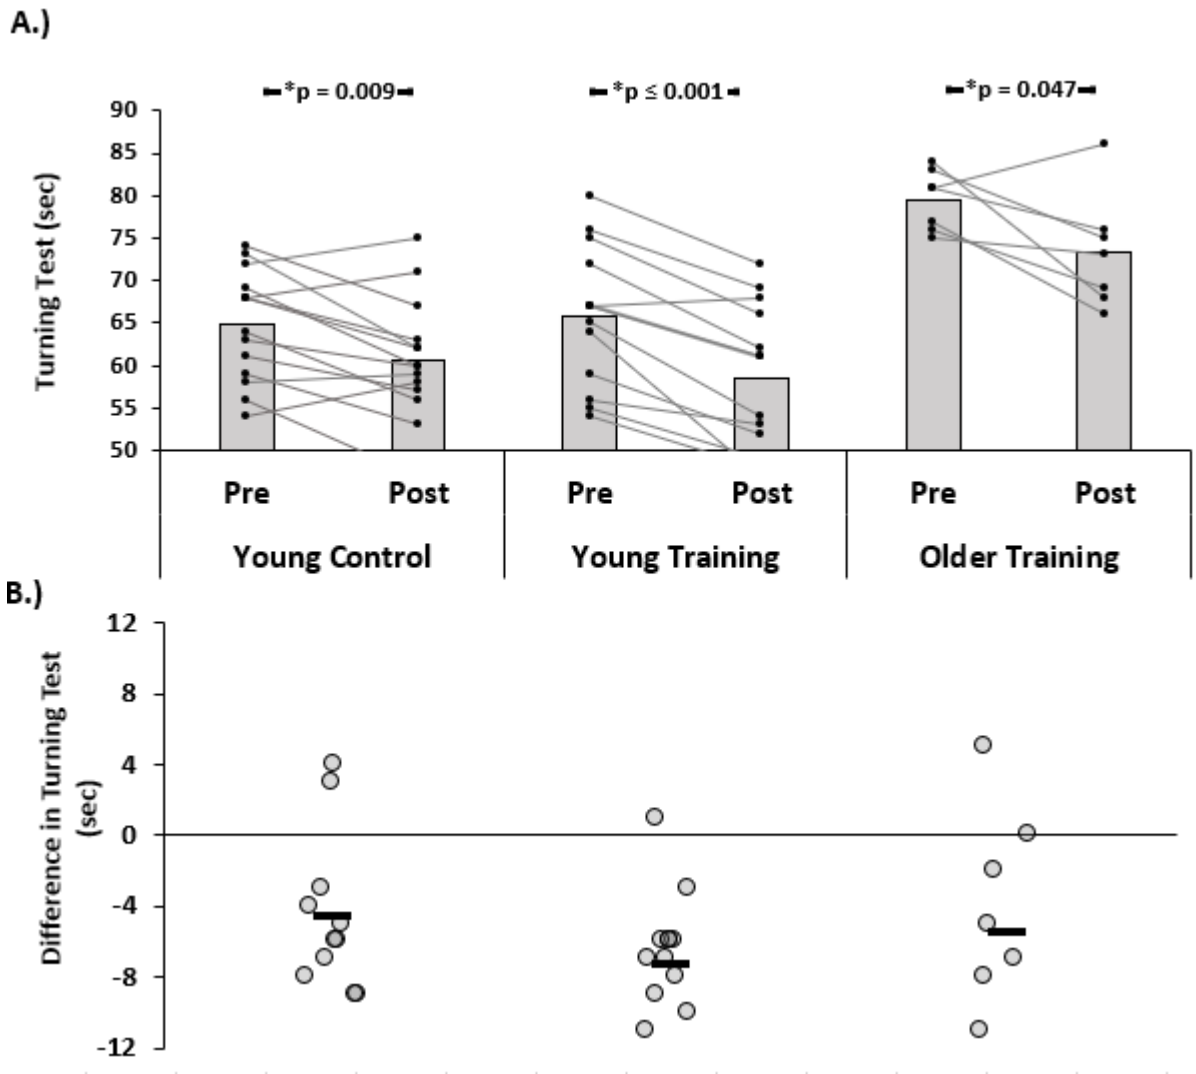 A.)
*p = 0.009
*p ≤ 0.001
*p = 0.047
Turning Test (sec)
90
85
80
75
70
65
60
55
50
Pre Post Pre Post Pre Post
Young Control Young Training Older Training
B.)
Difference in Turning Test
(sec)
12
8
4
0
-4
-8
-12